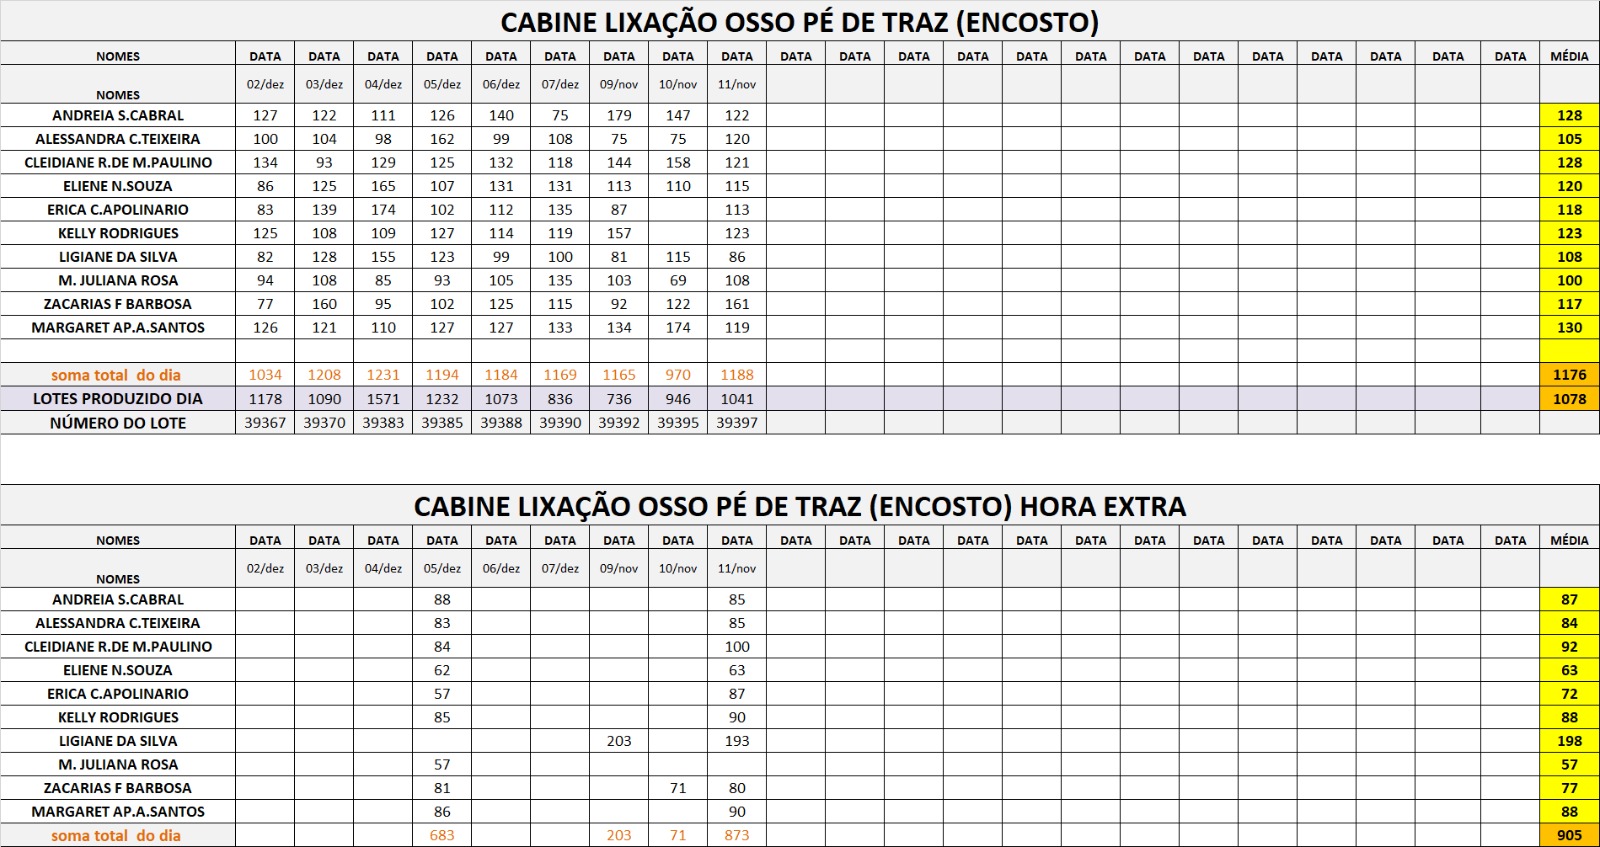 CABINE LIXAÇÃO OSSO PÉ DE TRAZ (ENCOSTO)
NOMES DATA DATA DATA DATA DATA DATA DATA DATA DATA DATA DATA DATA DATA DATA DATA DATA DATA DATA DATA DATA DATA DATA MÉDIA
NOMES 02/dez 03/dez 04/dez 05/dez 06/dez 07/dez 09/nov 10/nov 11/nov
ANDREIA S.CABRAL 127 122 111 126 140 75 179 147 122 128
ALESSANDRA C.TEIXEIRA 100 104 98 162 99 108 75 75 120 105
CLEIDIANE R.DE M.PAULINO 134 93 129 125 132 118 144 158 121 128
ELIENE N.SOUZA 86 125 165 107 131 131 113 110 115 120
ERICA C.APOLINARIO 83 139 174 102 112 135 87 113 118
KELLY RODRIGUES 125 108 109 127 114 119 157 123 123
LIGIANE DA SILVA 82 128 155 123 99 100 81 115 86 108
M. JULIANA ROSA 94 108 85 93 105 135 103 69 108 100
ZACARIAS F BARBOSA 77 160 95 102 125 115 92 122 161 117
MARGARET AP.A.SANTOS 126 121 110 127 127 133 134 174 119 130
soma total do dia 1034 1208 1231 1194 1184 1169 1165 970 1188 1176
LOTES PRODUZIDO DIA 1178 1090 1571 1232 1073 836 736 946 1041 1078
NÚMERO DO LOTE 39367 39370 39383 39385 39388 39390 39392 39395 39397
CABINE LIXAÇÃO OSSO PÉ DE TRAZ (ENCOSTO) HORA EXTRA
NOMES DATA DATA DATA DATA DATA DATA DATA DATA DATA DATA DATA DATA DATA DATA DATA DATA DATA DATA DATA DATA DATA DATA MÉDIA
NOMES 02/dez 03/dez 04/dez 05/dez 06/dez 07/dez 09/nov 10/nov 11/nov
ANDREIA S.CABRAL 88 85 87
ALESSANDRA C.TEIXEIRA 83 85 84
CLEIDIANE R.DE M.PAULINO 84 100 92
ELIENE N.SOUZA 62 63 63
ERICA C.APOLINARIO 57 87 72
KELLY RODRIGUES 85 90 88
LIGIANE DA SILVA 203 193 198
M. JULIANA ROSA 57 57
ZACARIAS F BARBOSA 81 71 80 77
MARGARET AP.A.SANTOS 86 90 88
soma total do dia 683 203 71 873 905